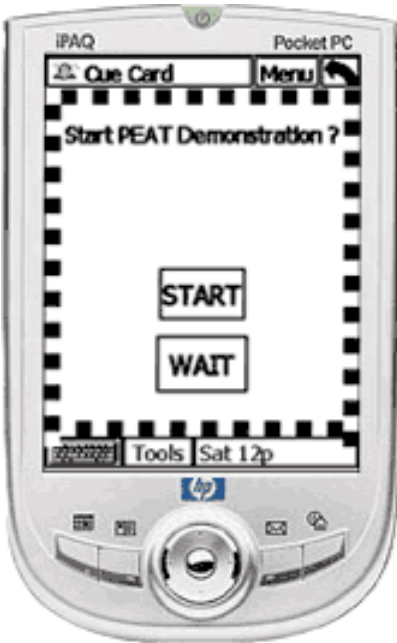 iPAQ Pocket PC
Cue Card Menu
Start PEAT Demonstration ?
START
WAIT
Tools Sat 12p
hp